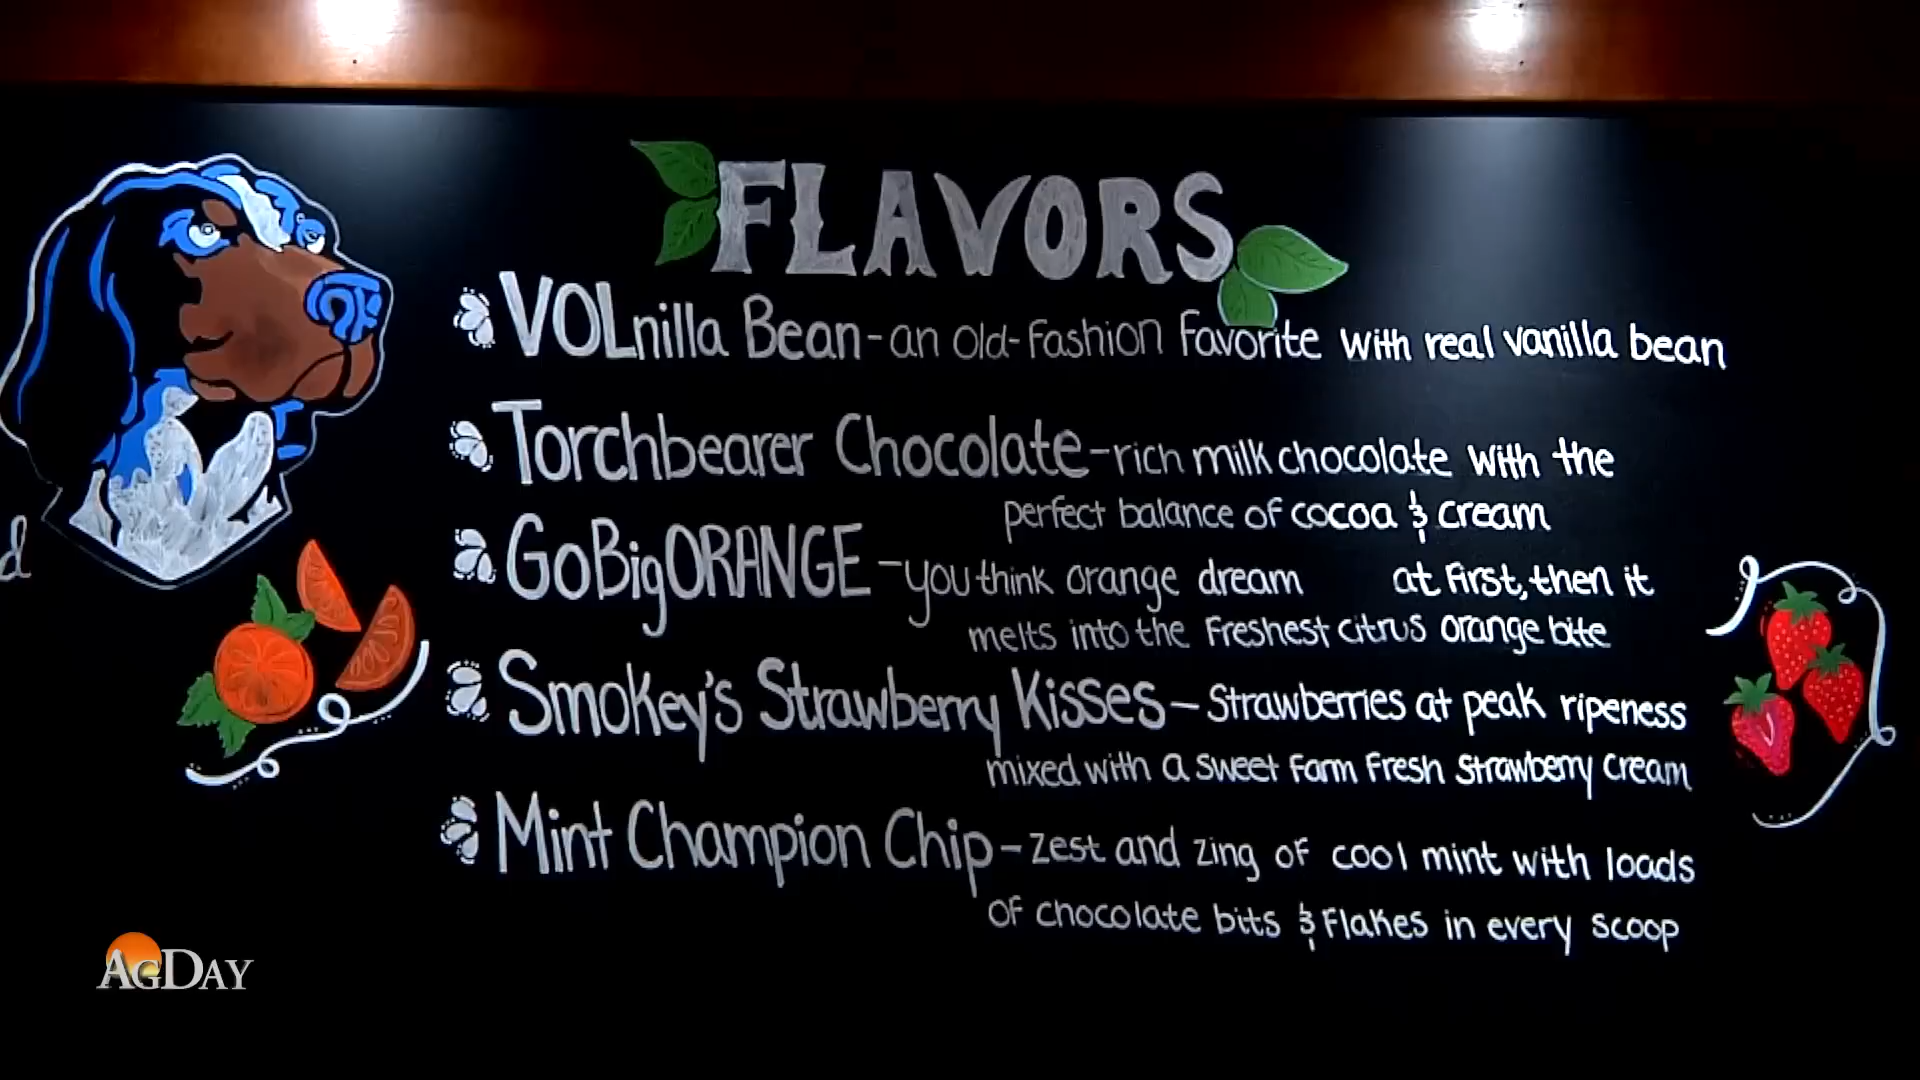 FLAVORS
VOLnilla Bean - an old-fashion favorite with real vanilla bean
Torchbearer Chocolate - rich milk chocolate with the
perfect balance of cocoa & cream
GoBigORANGE - you think orange dream at first, then it
melts into the freshest citrus orange bite
Smokey's Strawberry Kisses - Strawberries at peak ripeness
mixed with a sweet farm fresh strawberry cream
Mint Champion Chip - zest and zing of cool mint with loads
of chocolate bits & flakes in every scoop
d
AGDAY